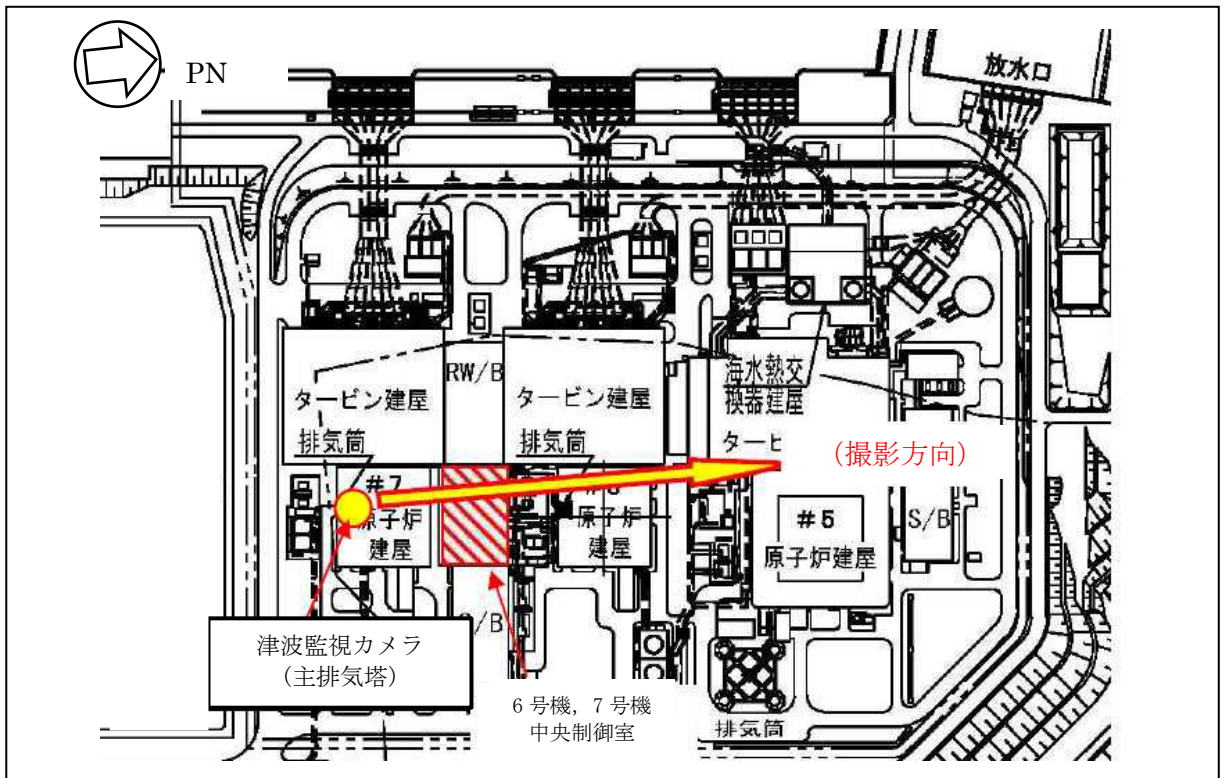 PN
放水口
RW/B
海水熱交
換器建屋
タービン建屋
タービン建屋
タービ
排気筒
排気筒
(撮影方向)
#7
原子炉
建屋
原子炉
建屋
#5
原子炉建屋
S/B
/B
津波監視カメラ
(主排気塔)
6 号機, 7 号機
中央制御室
排気筒